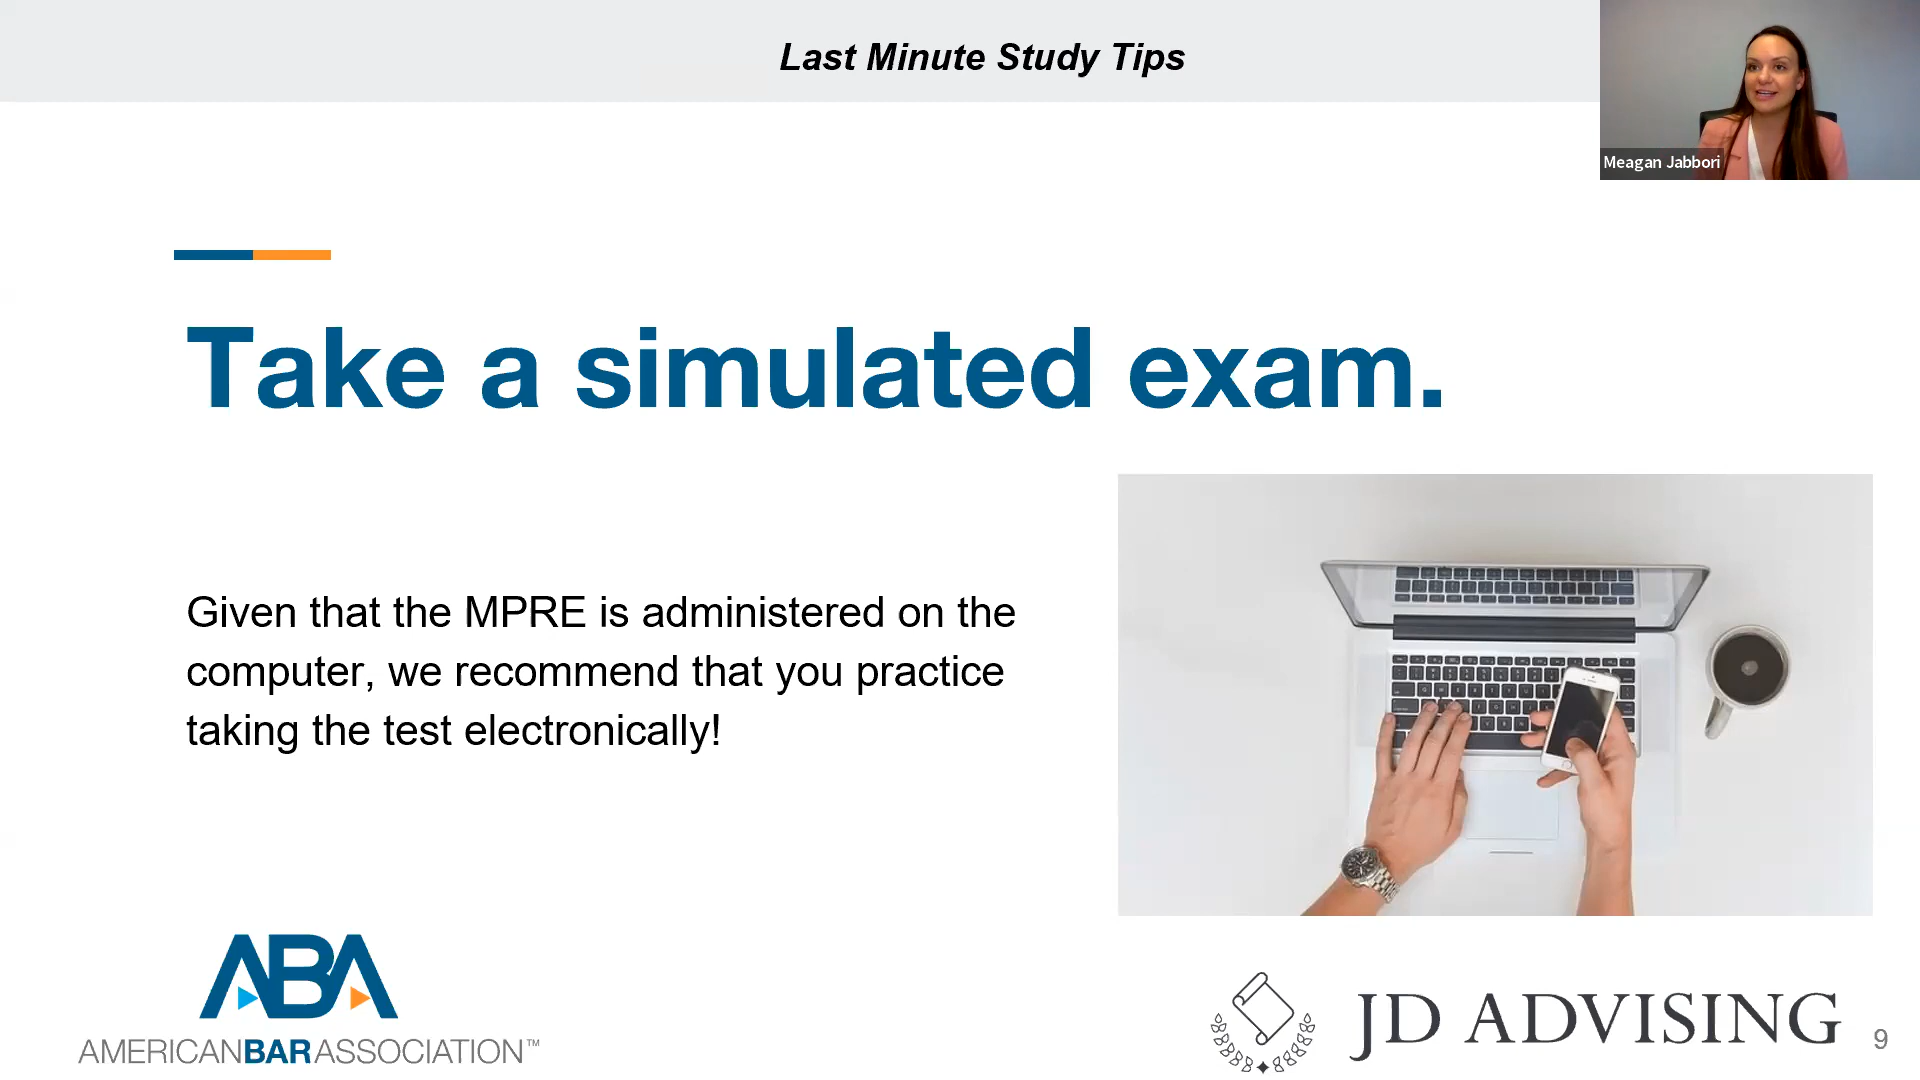 Last Minute Study Tips
Meagan Jabbori
Take a simulated exam.
Given that the MPRE is administered on the
computer, we recommend that you practice
taking the test electronically!
ABA
AMERICANBARASSOCIATION™
JD ADVISING
9